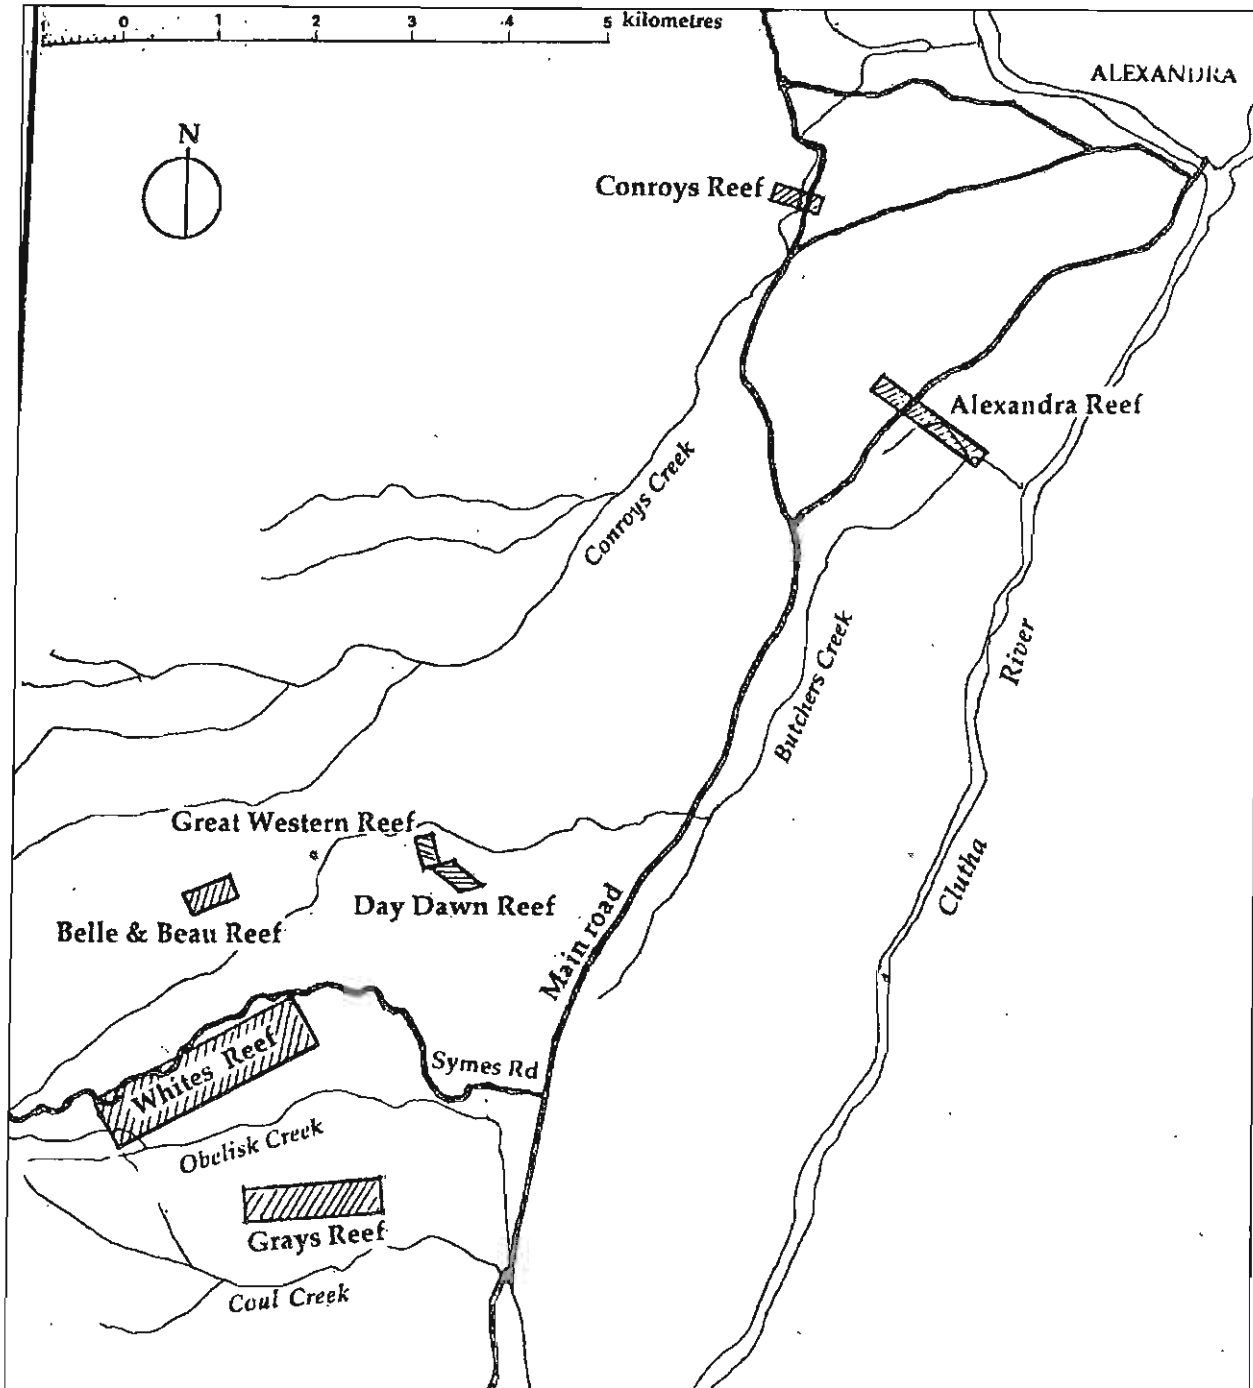 0 1 2 3 .4 5 kilometres
ALEXANDRA
N
Conroys Reef
Alexandra Reef
Conroys Creek
River
Butchers Creek
Great Western Reef
Clutha
Day Dawn Reef
Belle & Beau Reef
Main road
Symes Rd
Whites Reef
Obelisk Creek
Grays Reef
Coul Creek